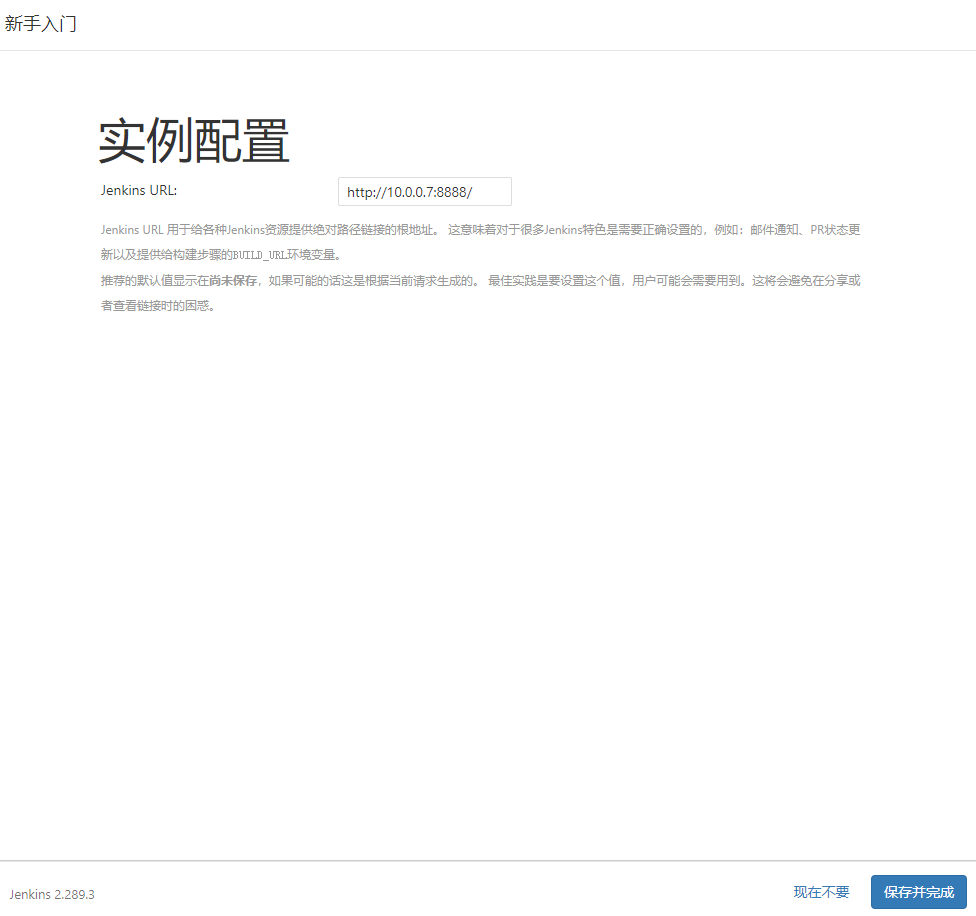 新手入门
实例配置
Jenkins URL: http://10.0.0.7:8888/
Jenkins URL 用于给各种Jenkins资源提供绝对路径链接的根地址。 这意味着对于很多Jenkins特色是需要正确设置的，例如：邮件通知、PR状态更
新以及提供给构建步骤的BUILD_URL环境变量。
推荐的默认值显示在尚未保存，如果可能的话这是根据当前请求生成的。 最佳实践是要设置这个值，用户可能会需要用到。这将会避免在分享或
者查看链接时的困惑。
Jenkins 2.289.3 现在不要 保存并完成